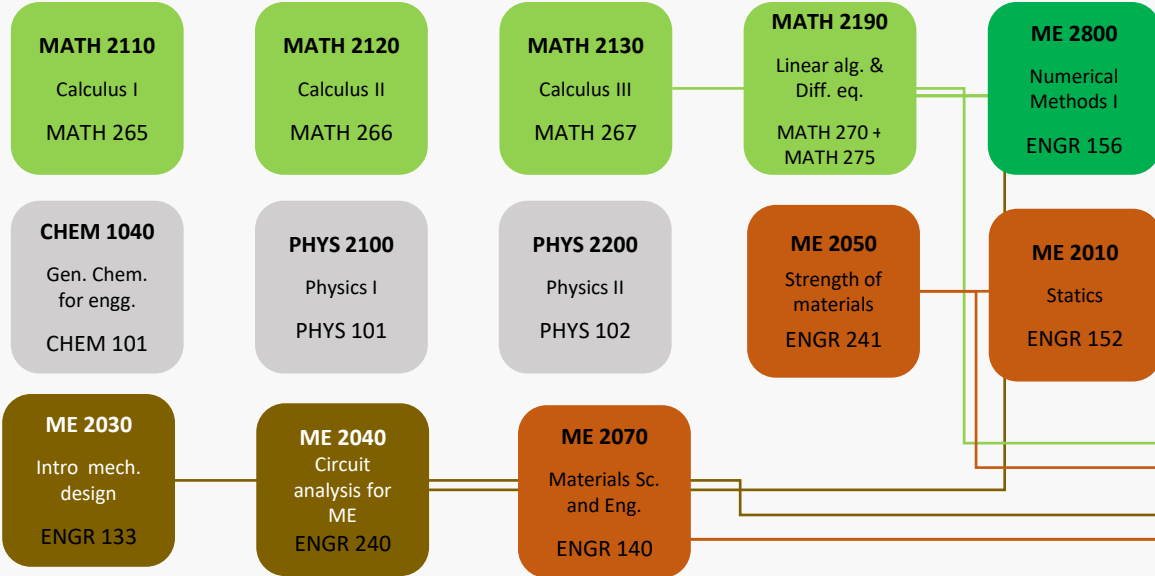 MATH 2110
Calculus I
MATH 265
MATH 2120
Calculus II
MATH 266
MATH 2130
Calculus III
MATH 267
MATH 2190
Linear alg. &
Diff. eq.
MATH 270 +
MATH 275
ME 2800
Numerical
Methods I
ENGR 156
CHEM 1040
Gen. Chem.
for engg.
CHEM 101
PHYS 2100
Physics I
PHYS 101
PHYS 2200
Physics II
PHYS 102
ME 2050
Strength of
materials
ENGR 241
ME 2010
Statics
ENGR 152
ME 2030
Intro mech.
design
ENGR 133
ME 2040
Circuit
analysis for
ME
ENGR 240
ME 2070
Materials Sc.
and Eng.
ENGR 140